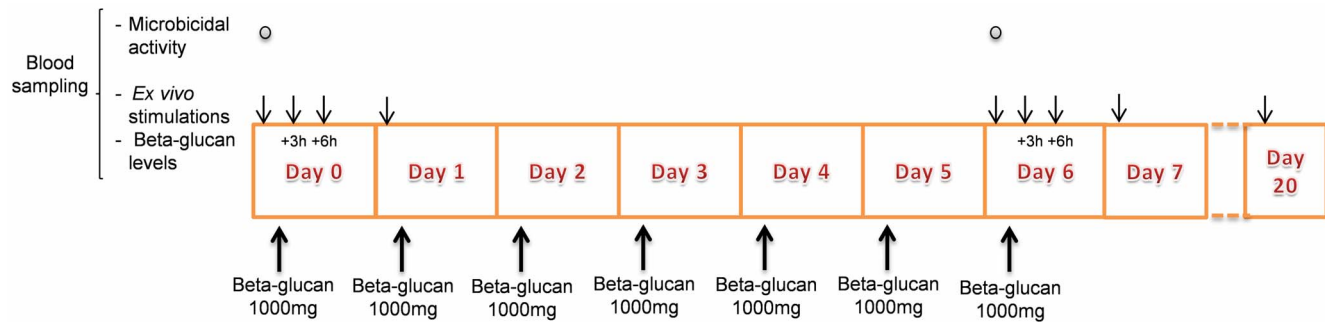 Blood
sampling
- Microbicidal
activity
- Ex vivo
stimulations
- Beta-glucan
levels
+3h +6h
+3h +6h
Day 0
Day 1
Day 2
Day 3
Day 4
Day 5
Day 6
Day 7
Day
20
Beta-glucan
1000mg
Beta-glucan
1000mg
Beta-glucan
1000mg
Beta-glucan
1000mg
Beta-glucan
1000mg
Beta-glucan
1000mg
Beta-glucan
1000mg